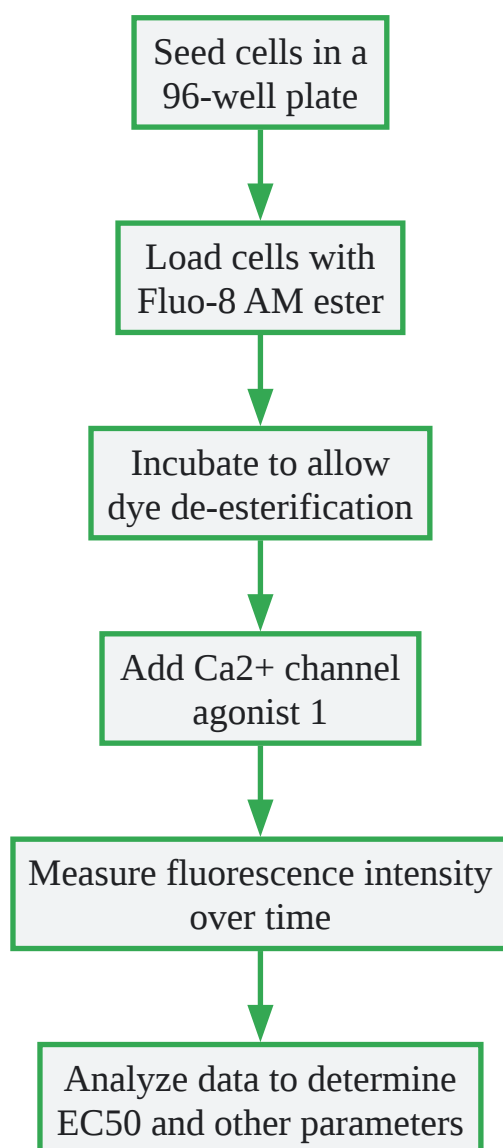 Seed cells in a
96-well plate
Load cells with
Fluo-8 AM ester
Incubate to allow
dye de-esterification
Add Ca2+ channel
agonist 1
Measure fluorescence intensity
over time
Analyze data to determine
EC50 and other parameters